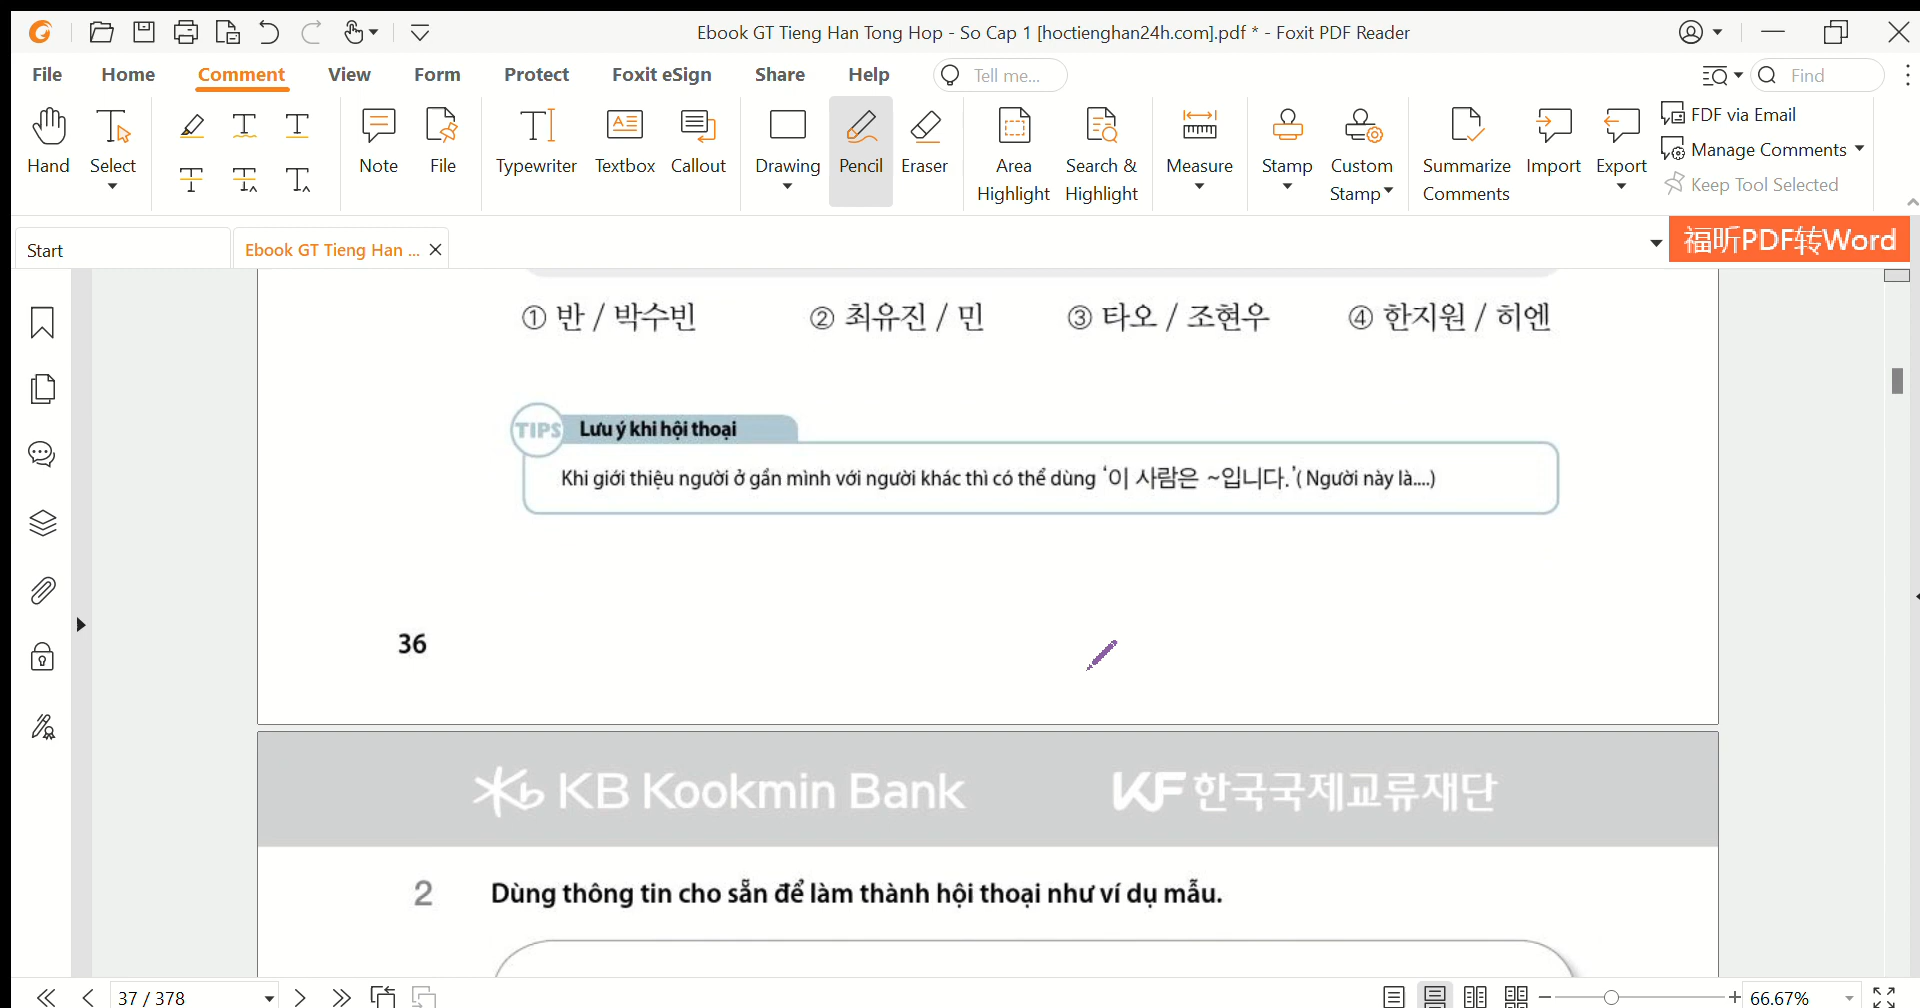 Ebook GT Tieng Han Tong Hop - So Cap 1 [hoctienghan24h.com].pdf * - Foxit PDF Reader
File Home Comment View Form Protect Foxit eSign Share Help Tell me... Find
Hand Select Note File Typewriter Textbox Callout Drawing Pencil Eraser Area Highlight Search & Highlight Measure Stamp Custom Stamp Summarize Comments Import Export
FDF via Email
Manage Comments
Keep Tool Selected
Start Ebook GT Tieng Han ... 福昕PDF转Word
① 반 / 박수빈 ② 최유진 / 민 ③ 타오 / 조현우 ④ 한지원 / 히엔
TIPS Lưu ý khi hội thoại
Khi giới thiệu người ở gần mình với người khác thì có thể dùng ‘이 사람은 ~입니다.’( Người này là....)
36
KB Kookmin Bank KF 한국국제교류재단
2 Dùng thông tin cho sẵn để làm thành hội thoại như ví dụ mẫu.
37 / 378 66.67%